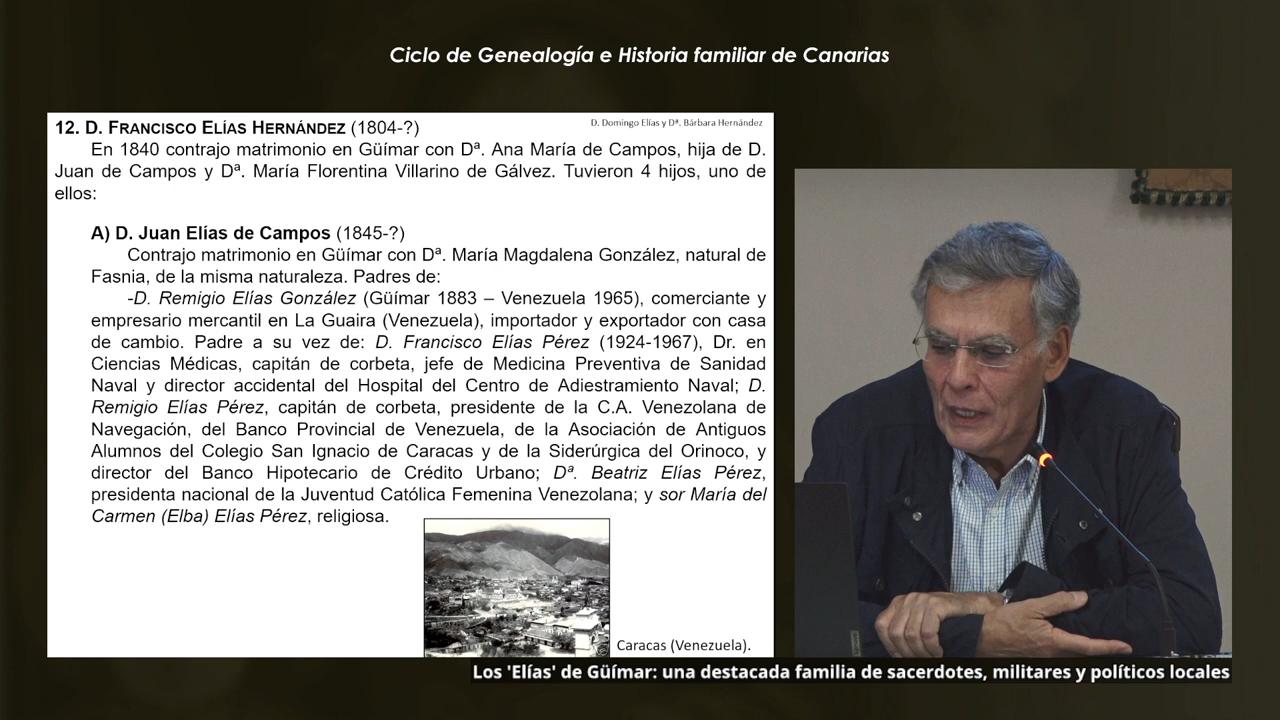 Ciclo de Genealogía e Historia familiar de Canarias
12. D. FRANCISCO ELÍAS HERNÁNDEZ (1804-?)
D. Domingo Elías y Dª. Bárbara Hernández
En 1840 contrajo matrimonio en Güímar con Dª. Ana María de Campos, hija de D.
Juan de Campos y Dª. María Florentina Villarino de Gálvez. Tuvieron 4 hijos, uno de
ellos:
A) D. Juan Elías de Campos (1845-?)
Contrajo matrimonio en Güímar con Dª. María Magdalena González, natural de
Fasnia, de la misma naturaleza. Padres de:
-D. Remigio Elías González (Güímar 1883 – Venezuela 1965), comerciante y
empresario mercantil en La Guaira (Venezuela), importador y exportador con casa
de cambio. Padre a su vez de: D. Francisco Elías Pérez (1924-1967), Dr. en
Ciencias Médicas, capitán de corbeta, jefe de Medicina Preventiva de Sanidad
Naval y director accidental del Hospital del Centro de Adiestramiento Naval; D.
Remigio Elías Pérez, capitán de corbeta, presidente de la C.A. Venezolana de
Navegación, del Banco Provincial de Venezuela, de la Asociación de Antiguos
Alumnos del Colegio San Ignacio de Caracas y de la Siderúrgica del Orinoco, y
director del Banco Hipotecario de Crédito Urbano; Dª. Beatriz Elías Pérez,
presidenta nacional de la Juventud Católica Femenina Venezolana; y sor María del
Carmen (Elba) Elías Pérez, religiosa.
Caracas (Venezuela).
Los 'Elías' de Güímar: una destacada familia de sacerdotes, militares y políticos locales